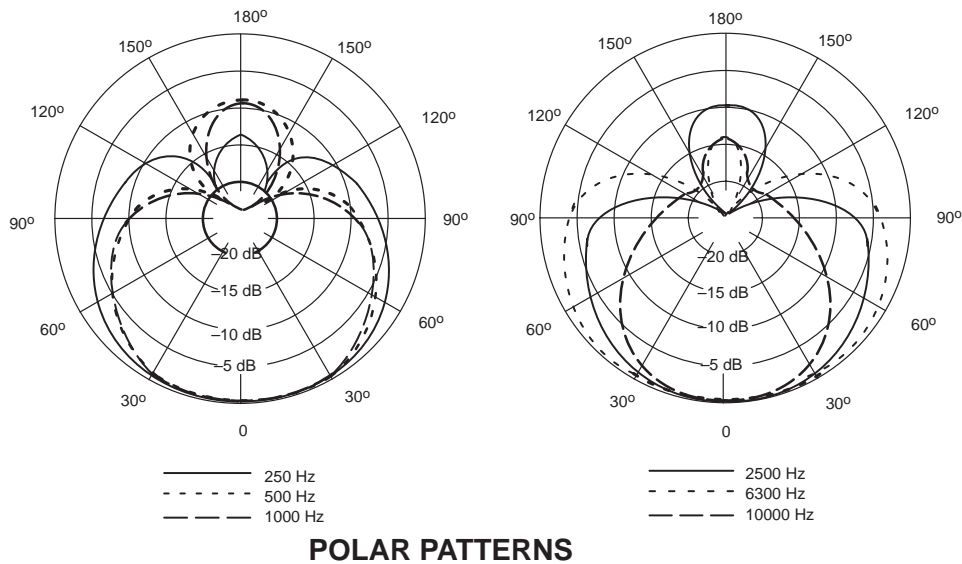 180º
150º
150º
120º
120º
90º
90º
–20 dB
–15 dB
60º
60º
–10 dB
–5 dB
30º
30º
0
250 Hz
500 Hz
1000 Hz
180º
150º
150º
120º
120º
90º
90º
–20 dB
–15 dB
60º
60º
–10 dB
–5 dB
30º
30º
0
2500 Hz
6300 Hz
10000 Hz
POLAR PATTERNS